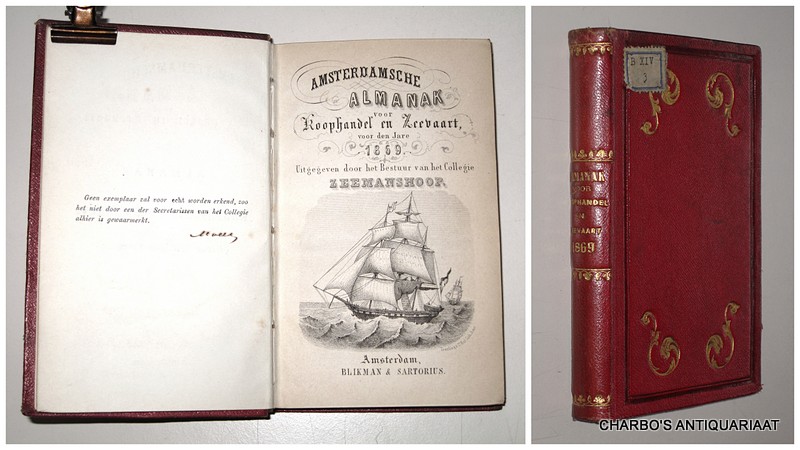 Geen exemplaar zal voor echt worden erkend, zoo
het niet door een der Secretarissen van het Collegie
alhier is gewaarmerkt.
AMSTERDAMSCHE
ALMANAK
voor
Koophandel en Zeevaart,
voor den Jare
1869.
Uitgegeven door het Bestuur van het Collegie
ZEEMANSHOOP.
Amsterdam,
BLIKMAN & SARTORIUS.
B XIV
3
ALMANAK
VOOR
KOOPHANDEL
EN
ZEEVAART
1869
CHARBO'S ANTIQUARIAAT